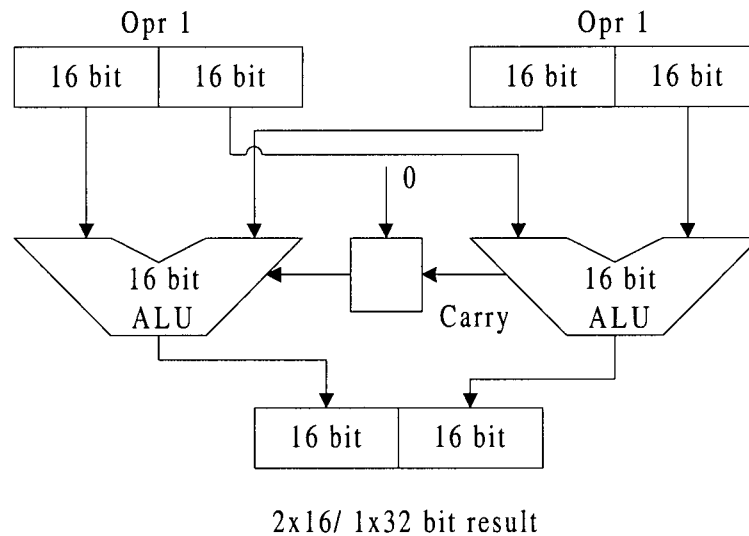 Opr 1 Opr 1
16 bit 16 bit 16 bit 16 bit
0
16 bit 16 bit
ALU Carry ALU
16 bit 16 bit
2x16/ 1x32 bit result